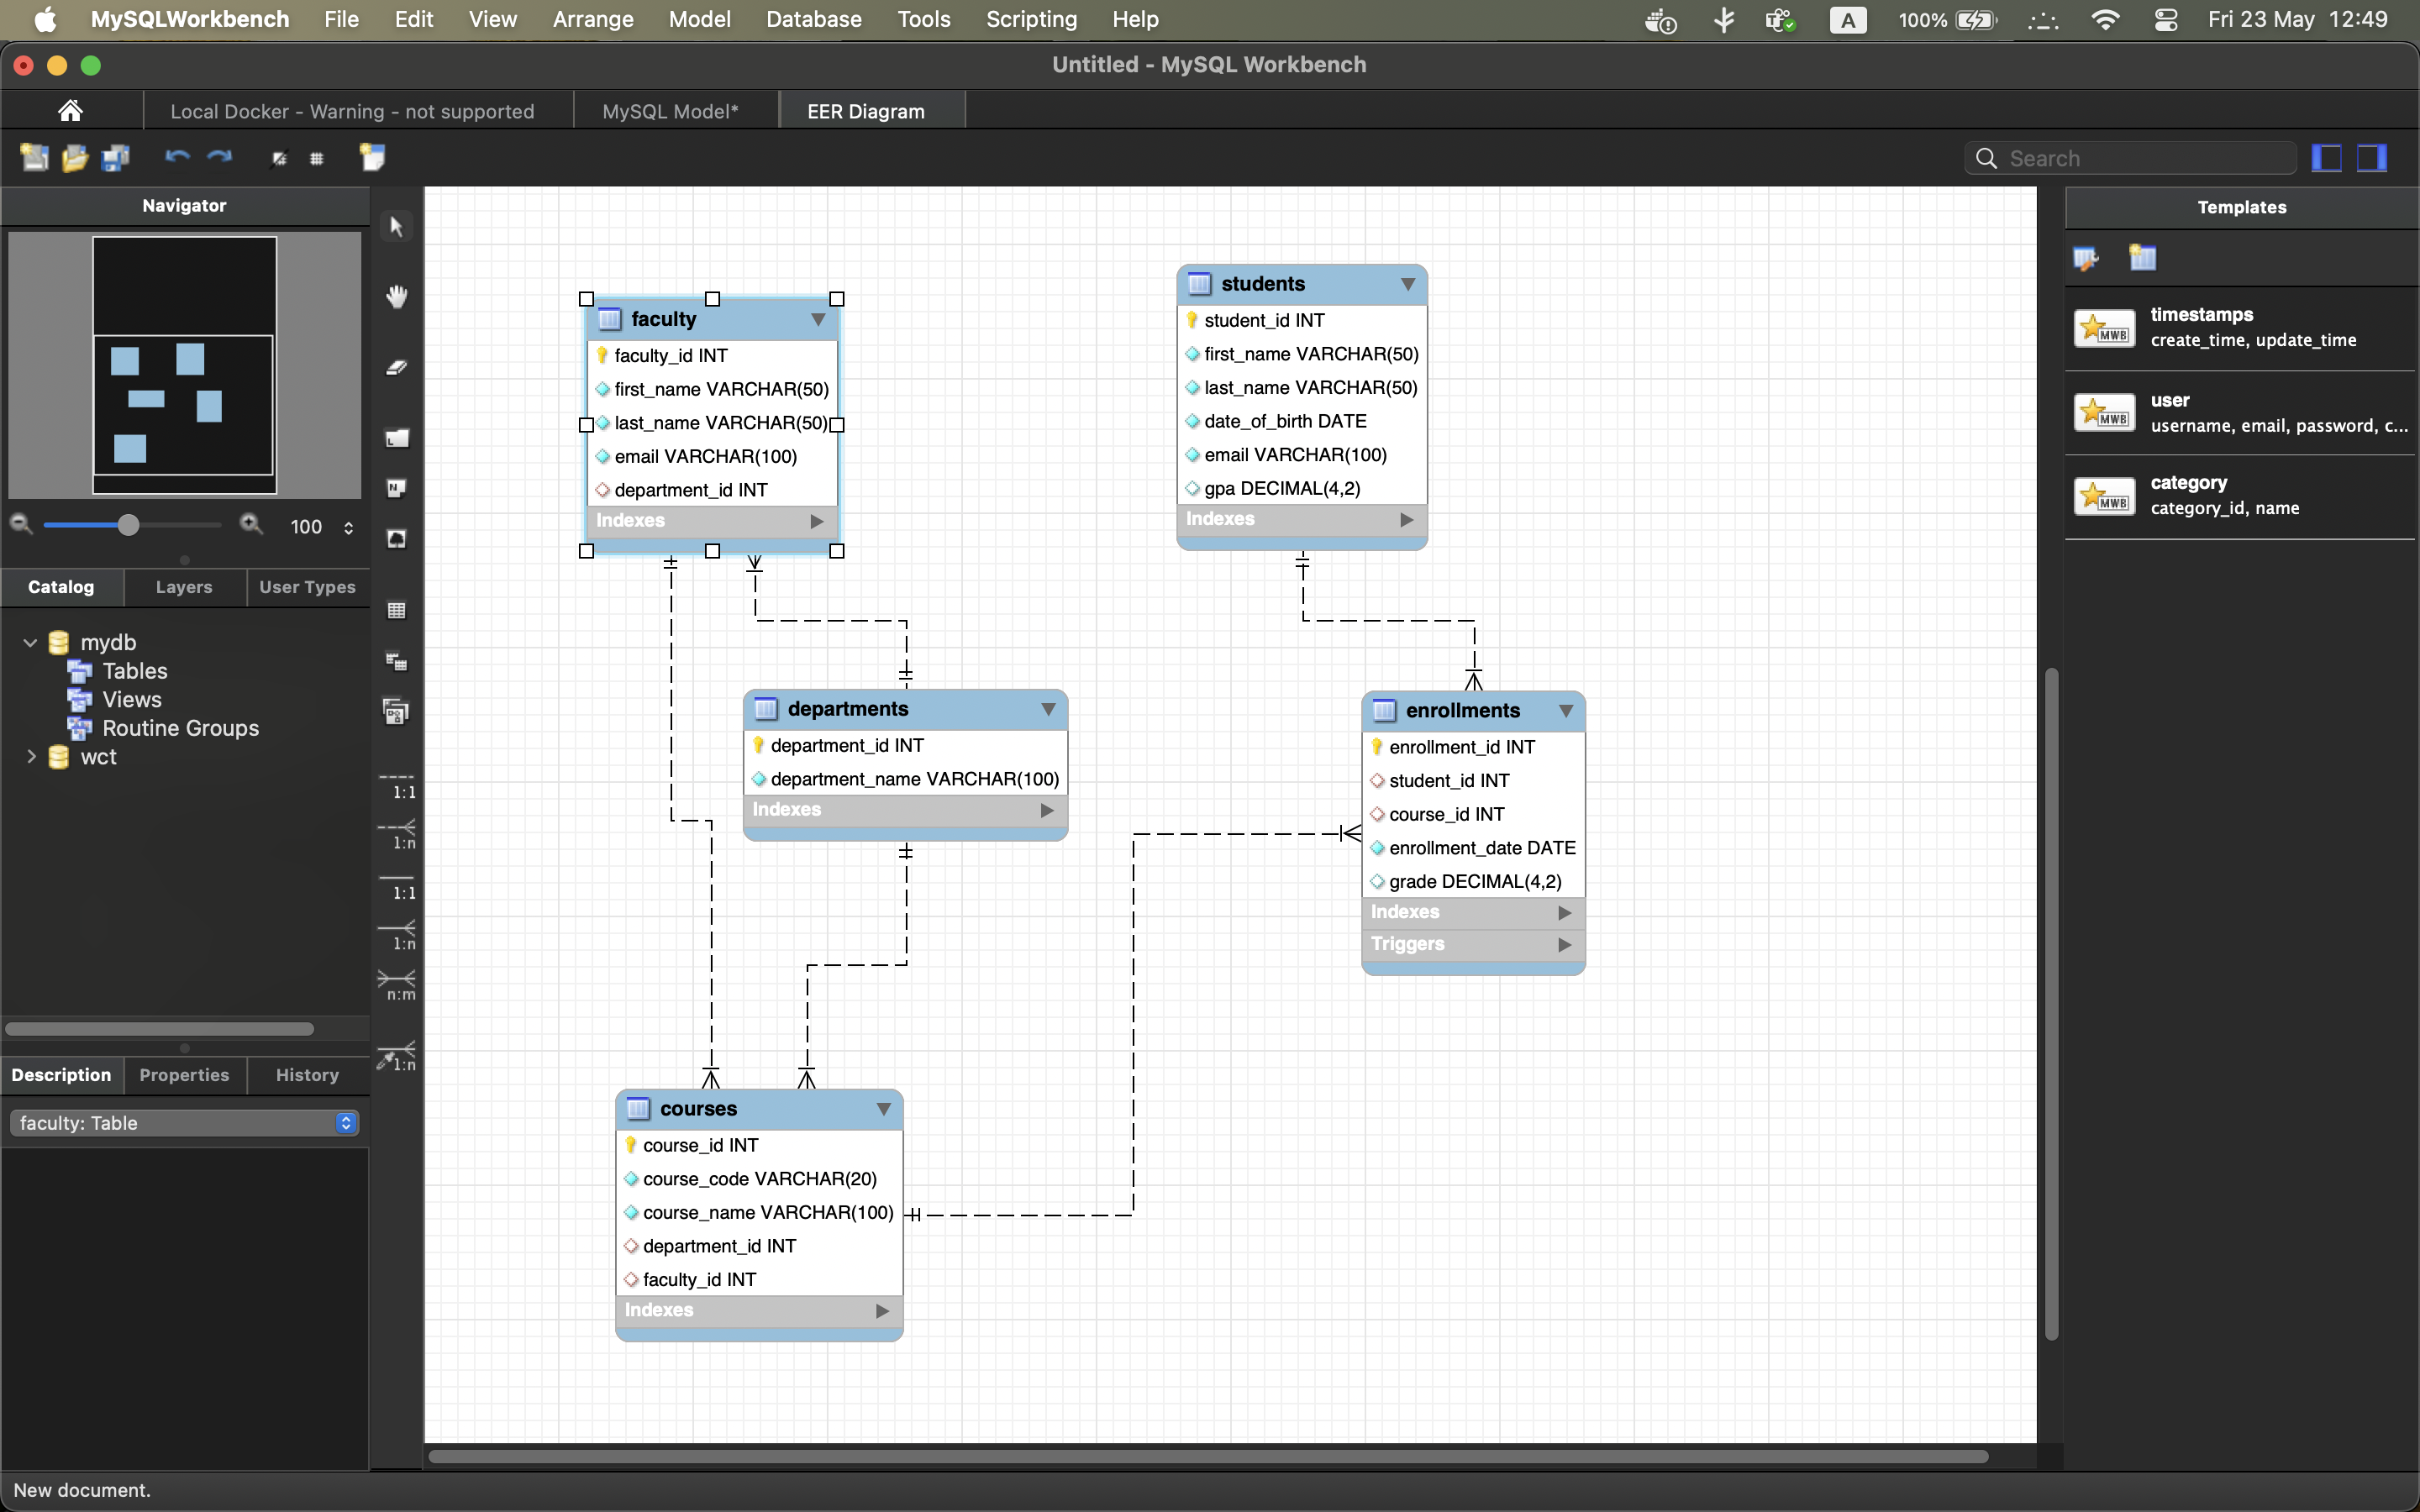 MySQLWorkbench File Edit View Arrange Model Database Tools Scripting Help A 100% Fri 23 May 12:49
Untitled - MySQL Workbench
Local Docker - Warning - not supported MySQL Model* EER Diagram
Search
Navigator
100
Catalog Layers User Types
mydb
Tables
Views
Routine Groups
wct
Description Properties History
faculty: Table
1:1
1:n
1:1
1:n
n:m
1:n
faculty
faculty_id INT
first_name VARCHAR(50)
last_name VARCHAR(50)
email VARCHAR(100)
department_id INT
Indexes
students
student_id INT
first_name VARCHAR(50)
last_name VARCHAR(50)
date_of_birth DATE
email VARCHAR(100)
gpa DECIMAL(4,2)
Indexes
departments
department_id INT
department_name VARCHAR(100)
Indexes
enrollments
enrollment_id INT
student_id INT
course_id INT
enrollment_date DATE
grade DECIMAL(4,2)
Indexes
Triggers
courses
course_id INT
course_code VARCHAR(20)
course_name VARCHAR(100)
department_id INT
faculty_id INT
Indexes
Templates
MWB
timestamps
create_time, update_time
MWB
user
username, email, password, c...
MWB
category
category_id, name
New document.